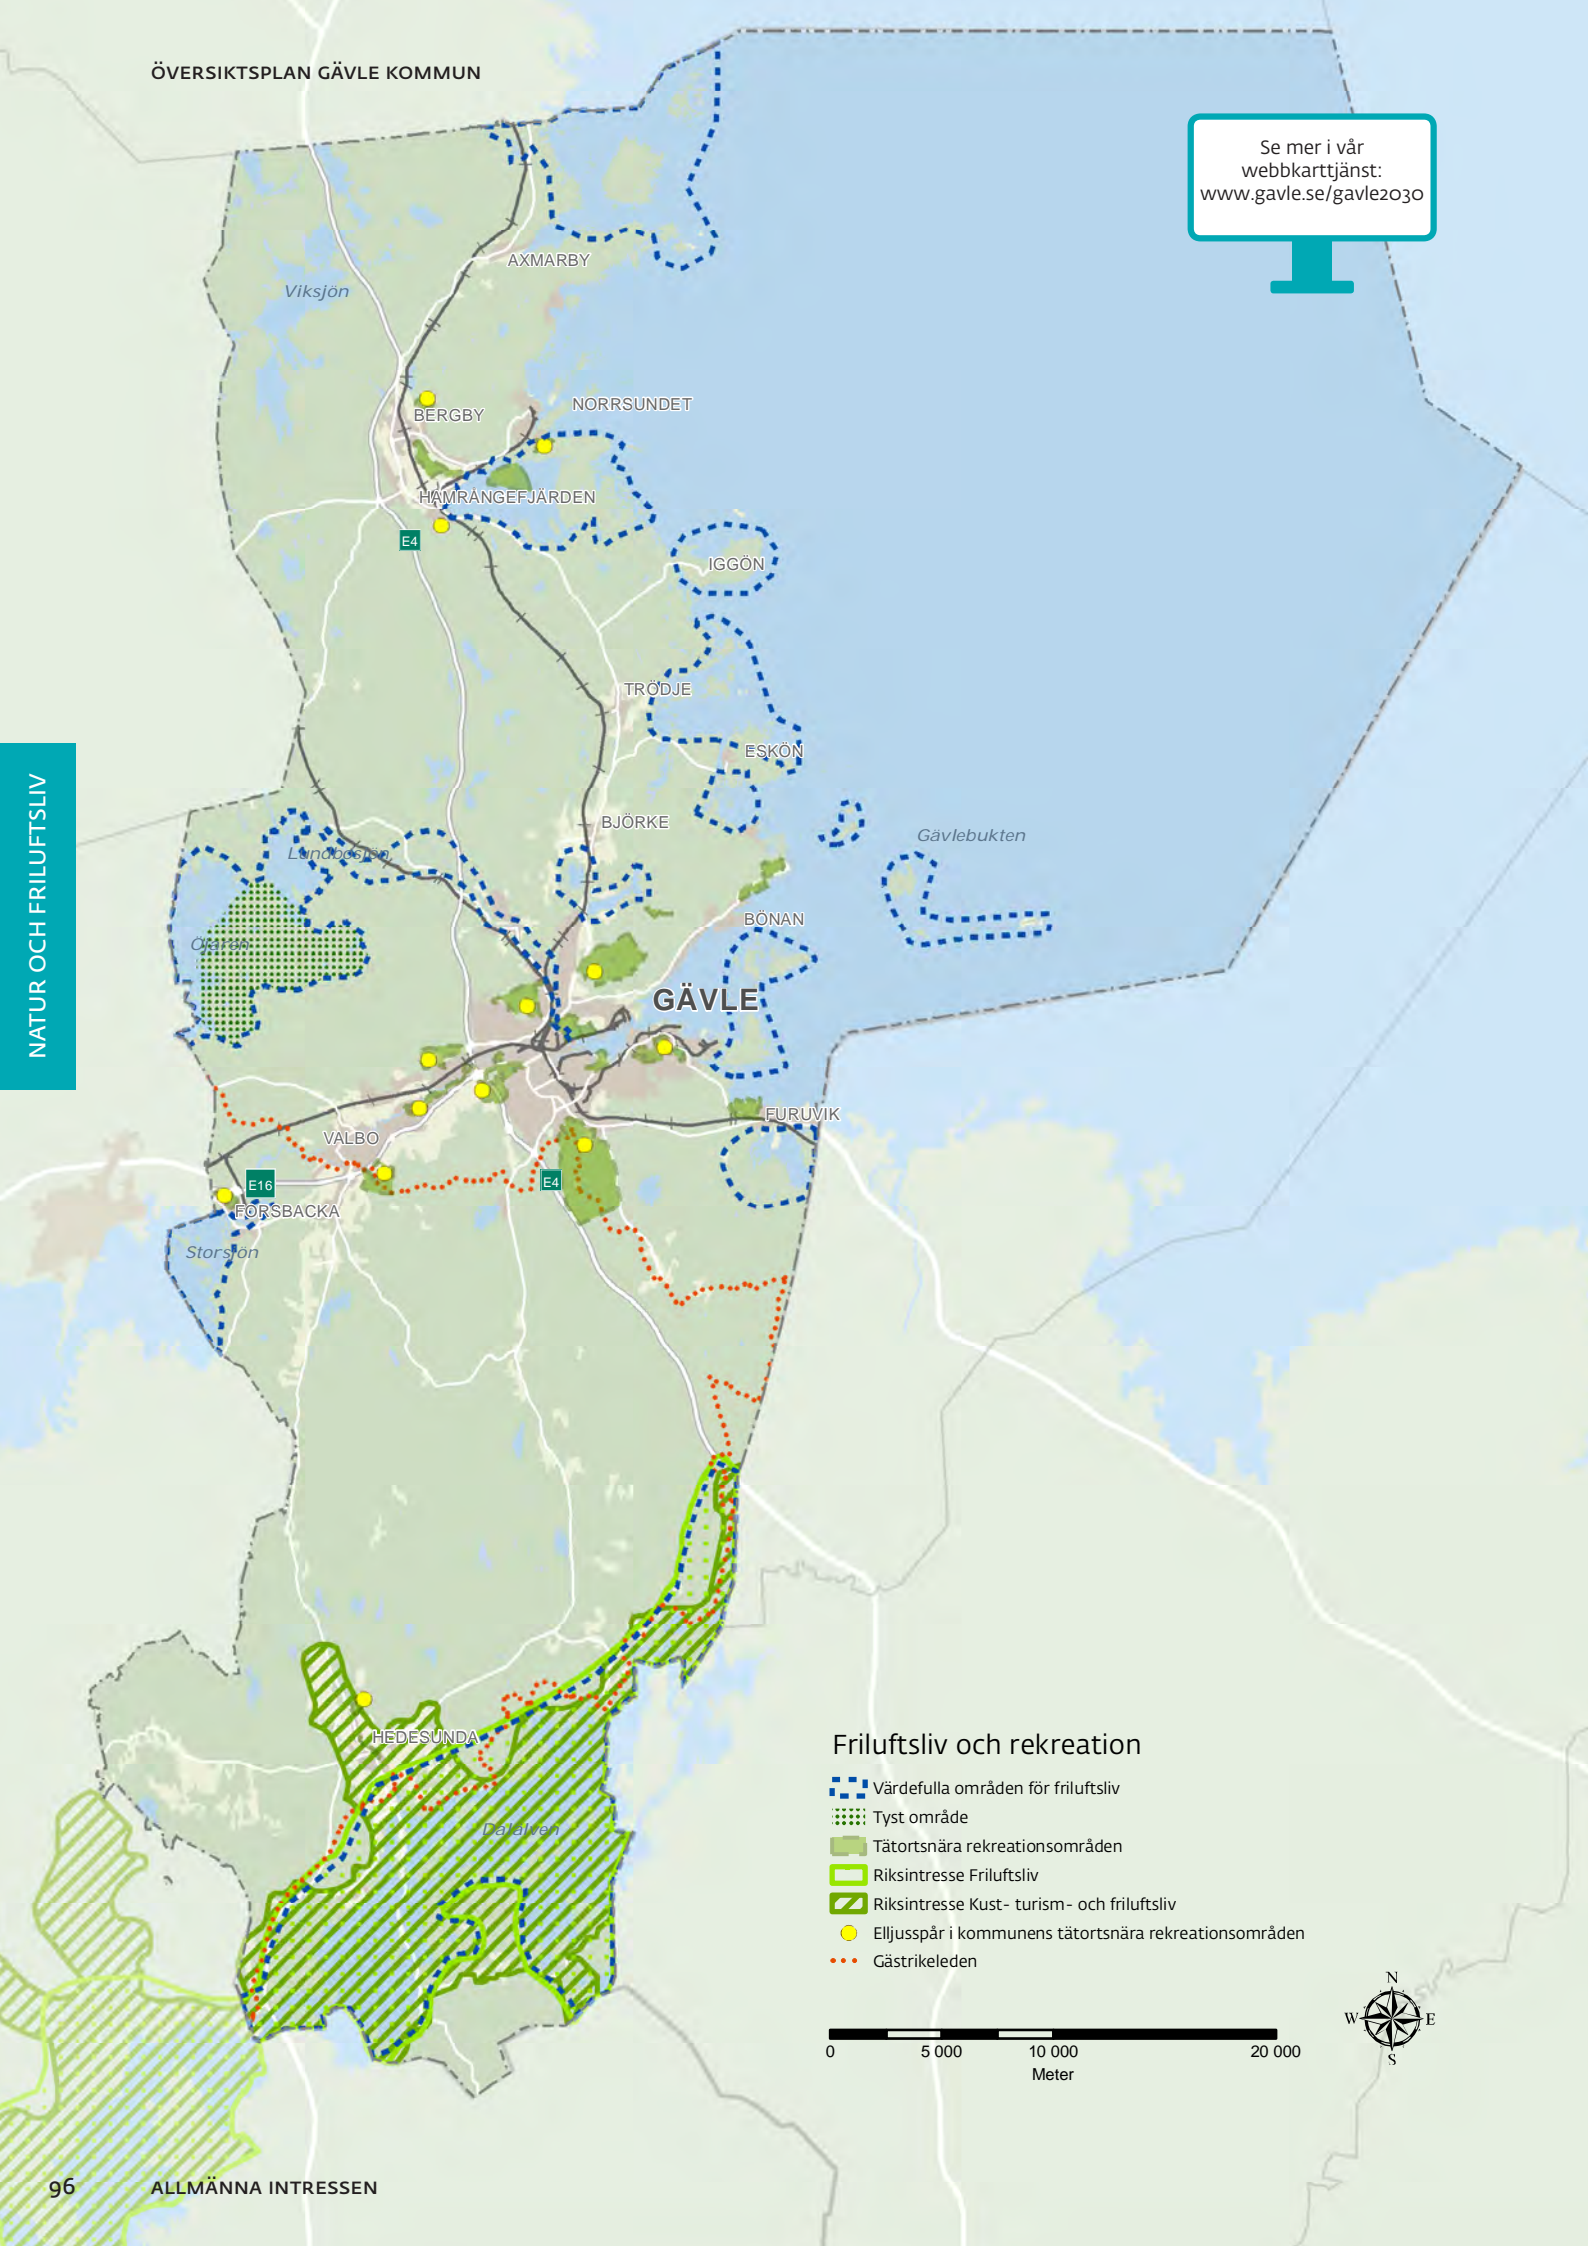 ÖVERSIKTSPLAN GÄVLE KOMMUN
Se mer i vår
webbkarttjänst:
www.gavle.se/gavle2030
AXMARBY
Viksjön
NORRSUNDET
BERGBY
HAMRÅNGEFJÄRDEN
E4
IGGÖN
TRÖDJE
ESKÖN
NATUR OCH FRILUFTSLIV
BJÖRKE
Gävlebukten
Lundbosjön
BÖNAN
Öjaren
GÄVLE
FURUVIK
VALBO
E16
E4
FORSBACKA
Storsjön
HEDESUNDA
Dalälven
Friluftsliv och rekreation
Värdefulla områden för friluftsliv
Tyst område
Tätortsnära rekreationsområden
Riksintresse Friluftsliv
Riksintresse Kust- turism- och friluftsliv
Elljusspår i kommunens tätortsnära rekreationsområden
Gästrikeleden
N
W E
S
0 5 000 10 000 20 000
Meter
96 ALLMÄNNA INTRESSEN